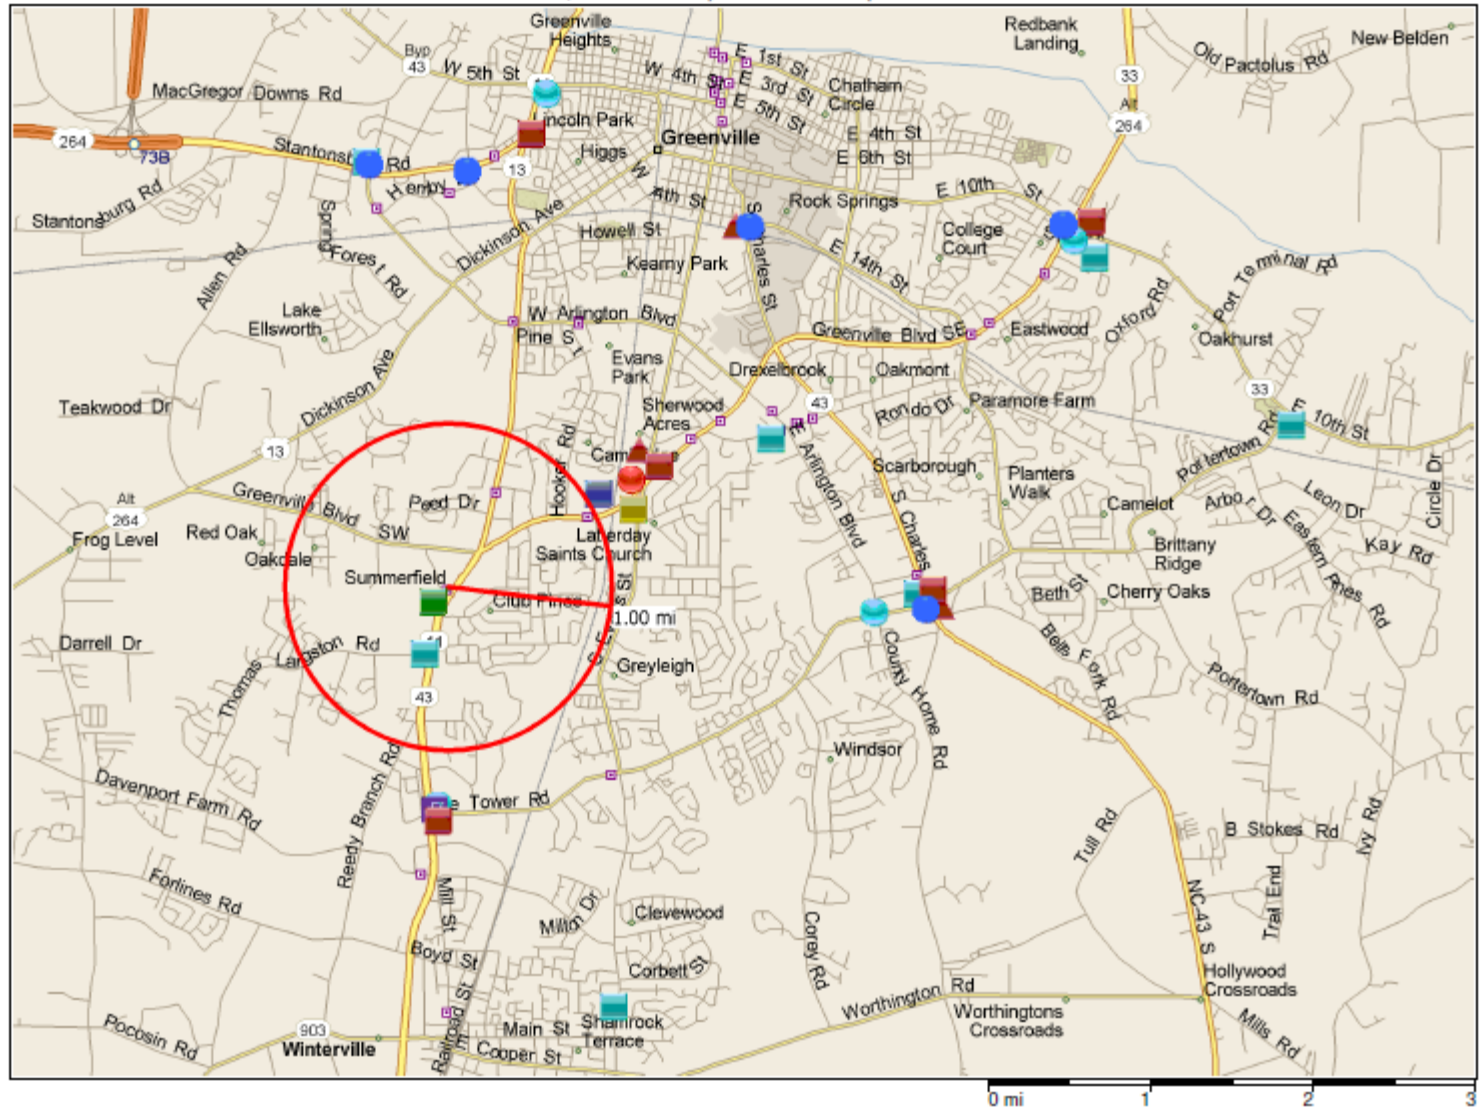 Greenville
Heights
Redbank
Landing
New Belden
Old Pactolus Rd
Byp
43
W 5th St
W 4th St
E 1st St
E 3rd St
E 5th St
Chatham
Circle
33
Alt
264
MacGregor Downs Rd
264
73B
Stantonsb Rd
Lincoln Park
Greenville
E 4th St
E 6th St
Higgs
13
W 4th St
E 10th St
Rock Springs
Stantonsburg Rd
Spring
Forest Rd
Allen Rd
Dickinson Ave
Howell St
Kearny Park
S Charles St
E 14th St
College
Court
Port Terminal Rd
Oxford Rd
Lake
Ellsworth
W Arlington Blvd
Pine St
Evans
Park
Greenville Blvd SE
Eastwood
Oakhurst
Drexelbrook
Oakmont
33
Teakwood Dr
Dickinson Ave
Sherwood
Acres
43
Rondo Dr
Paramore Farm
E 10th St
13
Hooker Rd
E Arlington Blvd
Scarborough
Planters
Walk
Portertown Rd
Circle Dr
Greenville Blvd SW
Peed Dr
Camelot
Arbor Dr
Leon Dr
Alt
264
Frog Level
Red Oak
Oakdale
Latterday
Saints Church
S Charles
Brittany
Ridge
Eastern Pines Rd
Kay Rd
Summerfield
Club Pines
S Evans St
1.00 mi
Beth St
Cherry Oaks
Darrell Dr
Langston Rd
11
Thomas
43
Greyleigh
County Home Rd
Bells Fork Rd
Portertown Rd
Windsor
Davenport Farm Rd
Reedy Branch Rd
Fire Tower Rd
Tull Rd
B Stokes Rd
Ivy Rd
Forlines Rd
Mill St
Clevewood
Corey Rd
NC-43 S
Trail End
Boyd St
Corbett St
Hollywood
Crossroads
Worthington Rd
Worthingtons
Crossroads
Mills Rd
Pocosin Rd
903
Winterville
Railroad St
Main St
Shamrock
Terrace
E Cooper St
0 mi 1 2 3